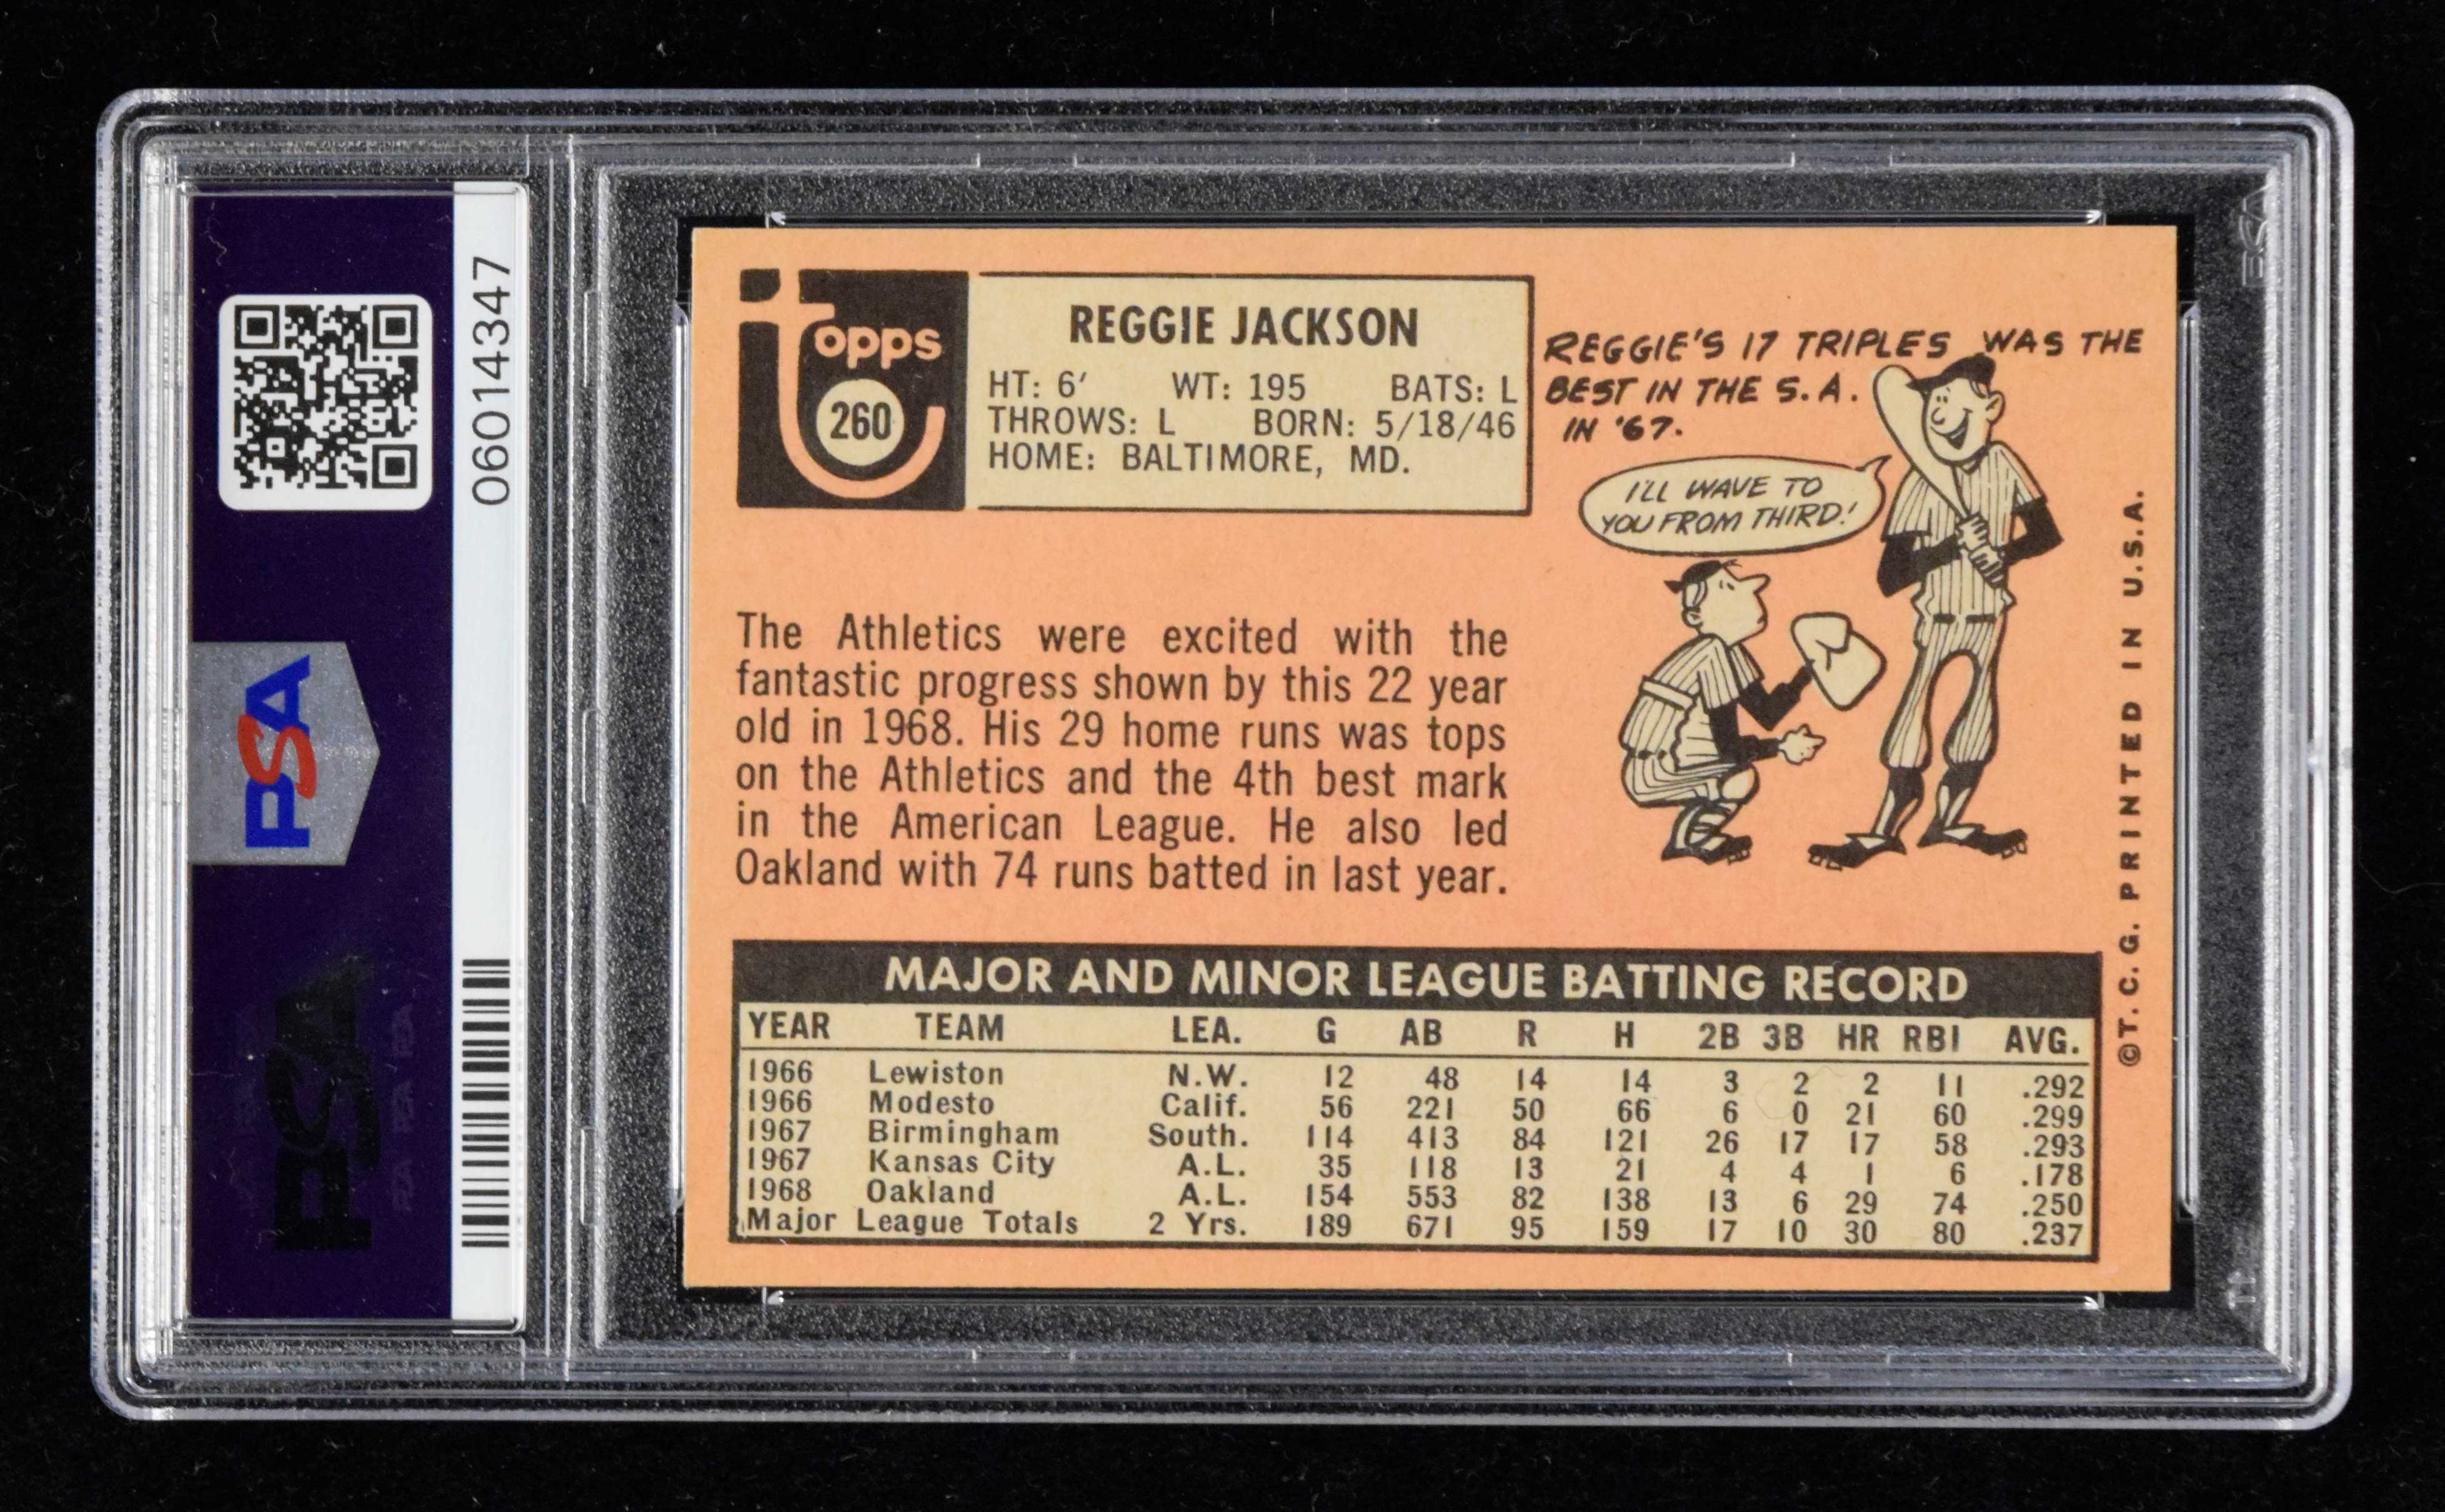 06014347
PSA
PSA
topps
260
REGGIE JACKSON
HT: 6' WT: 195 BATS: L
THROWS: L BORN: 5/18/46
HOME: BALTIMORE, MD.
REGGIE'S 17 TRIPLES WAS THE
BEST IN THE S.A.
IN '67.
I'LL WAVE TO
YOU FROM THIRD!
The Athletics were excited with the
fantastic progress shown by this 22 year
old in 1968. His 29 home runs was tops
on the Athletics and the 4th best mark
in the American League. He also led
Oakland with 74 runs batted in last year.
©T.C.G. PRINTED IN U.S.A.
MAJOR AND MINOR LEAGUE BATTING RECORD
YEAR TEAM LEA. G AB R H 2B 3B HR RBI AVG.
1966 Lewiston N.W. 12 48 14 14 3 2 2 11 .292
1966 Modesto Calif. 56 221 50 66 6 0 21 60 .299
1967 Birmingham South. 114 413 84 121 26 17 17 58 .293
1967 Kansas City A.L. 35 118 13 21 4 4 1 6 .178
1968 Oakland A.L. 154 553 82 138 13 6 29 74 .250
Major League Totals 2 Yrs. 189 671 95 159 17 10 30 80 .237
PSA